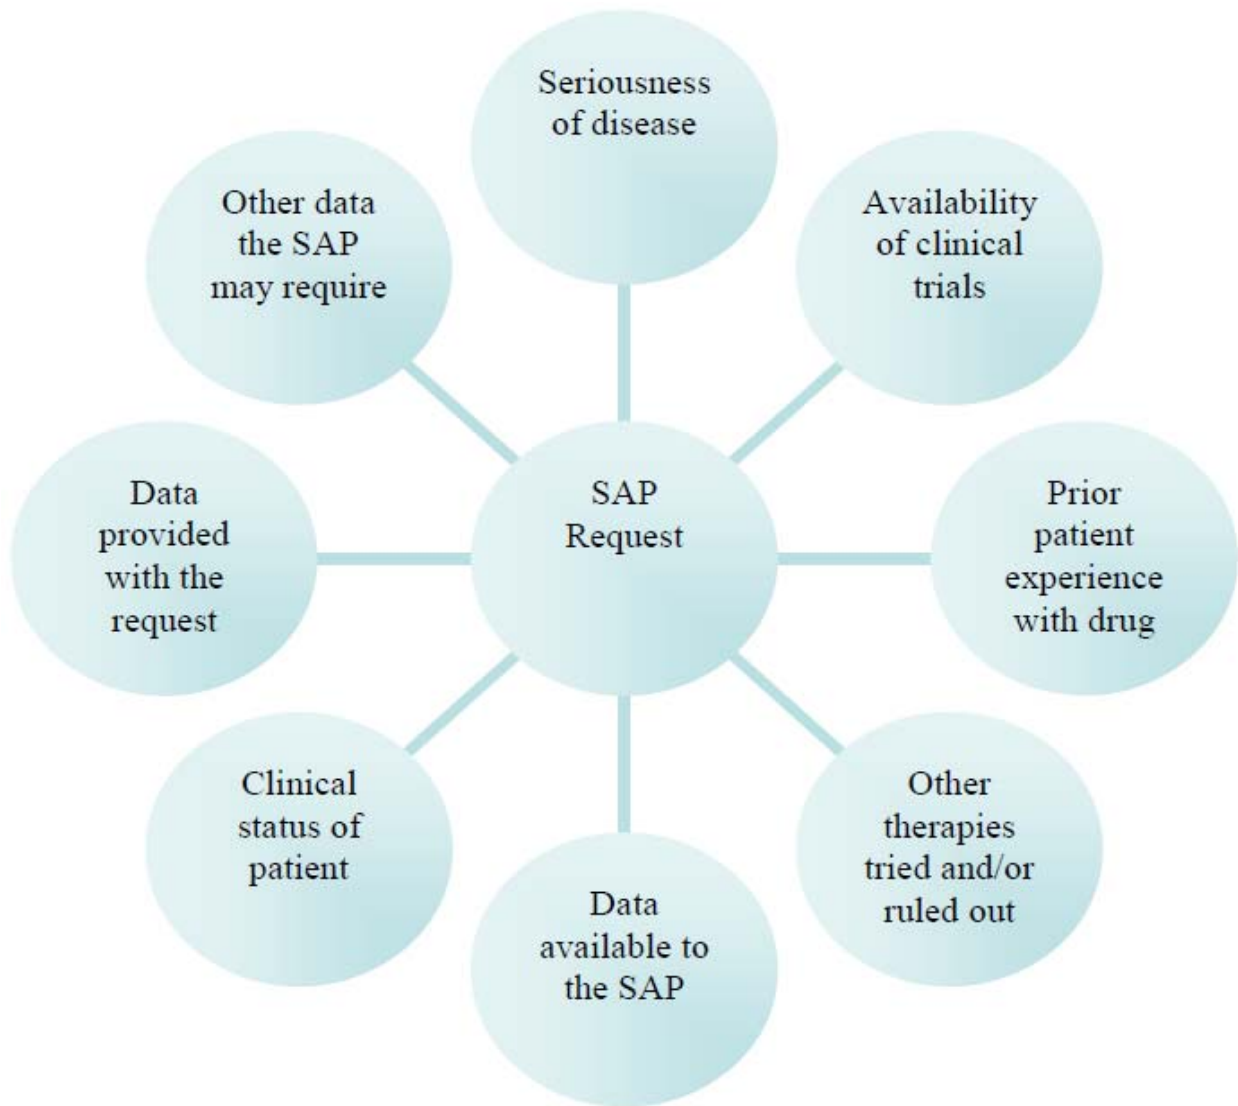 Seriousness
of disease
Availability
of clinical
trials
Prior
patient
experience
with drug
Other
therapies
tried and/or
ruled out
Data
available to
the SAP
Clinical
status of
patient
Data
provided
with the
request
Other data
the SAP
may require
SAP
Request